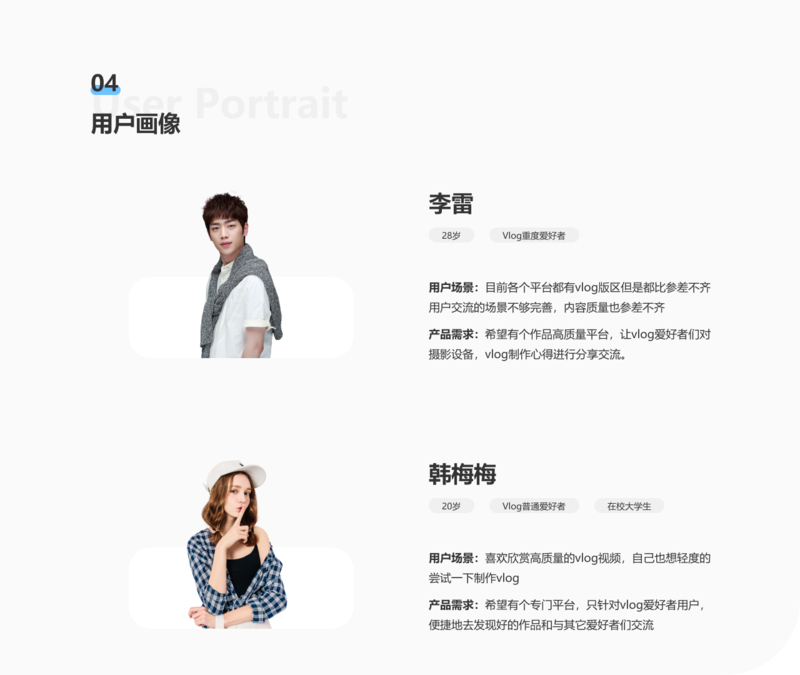 04
User Portrait
用户画像
李雷
28岁
Vlog重度爱好者
用户场景：目前各个平台都有vlog版区但是都比参差不齐
用户交流的场景不够完善，内容质量也参差不齐
产品需求：希望有个作品高质量平台，让vlog爱好者们对
摄影设备，vlog制作心得进行分享交流。
韩梅梅
20岁
Vlog普通爱好者
在校大学生
用户场景：喜欢欣赏高质量的vlog视频，自己也想轻度的
尝试一下制作vlog
产品需求：希望有个专门平台，只针对vlog爱好者用户，
便捷地去发现好的作品和与其它爱好者们交流